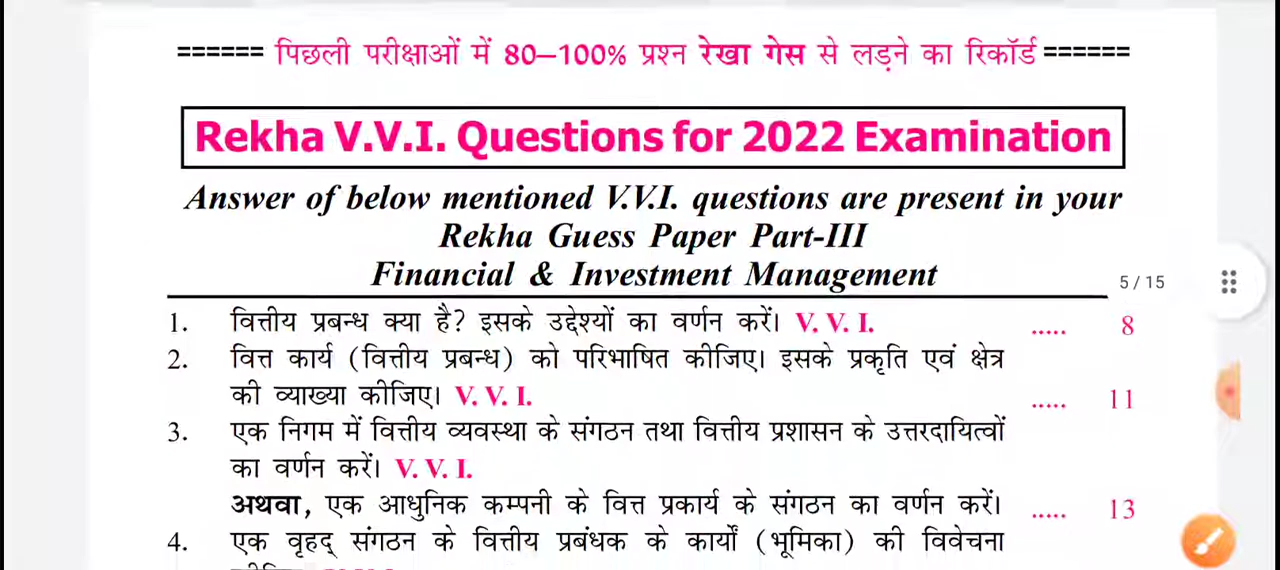 ====== पिछली परीक्षाओं में 80–100% प्रश्न रेखा गेस से लड़ने का रिकॉर्ड ======
Rekha V.V.I. Questions for 2022 Examination
Answer of below mentioned V.V.I. questions are present in your
Rekha Guess Paper Part-III
Financial & Investment Management
5 / 15
1. वित्तीय प्रबन्ध क्या है? इसके उद्देश्यों का वर्णन करें। V. V. I. ..... 8
2. वित्त कार्य (वित्तीय प्रबन्ध) को परिभाषित कीजिए। इसके प्रकृति एवं क्षेत्र
की व्याख्या कीजिए। V. V. I. ..... 11
3. एक निगम में वित्तीय व्यवस्था के संगठन तथा वित्तीय प्रशासन के उत्तरदायित्वों
का वर्णन करें। V. V. I.
अथवा, एक आधुनिक कम्पनी के वित्त प्रकार्य के संगठन का वर्णन करें। ..... 13
4. एक वृहद् संगठन के वित्तीय प्रबंधक के कार्यों (भूमिका) की विवेचना